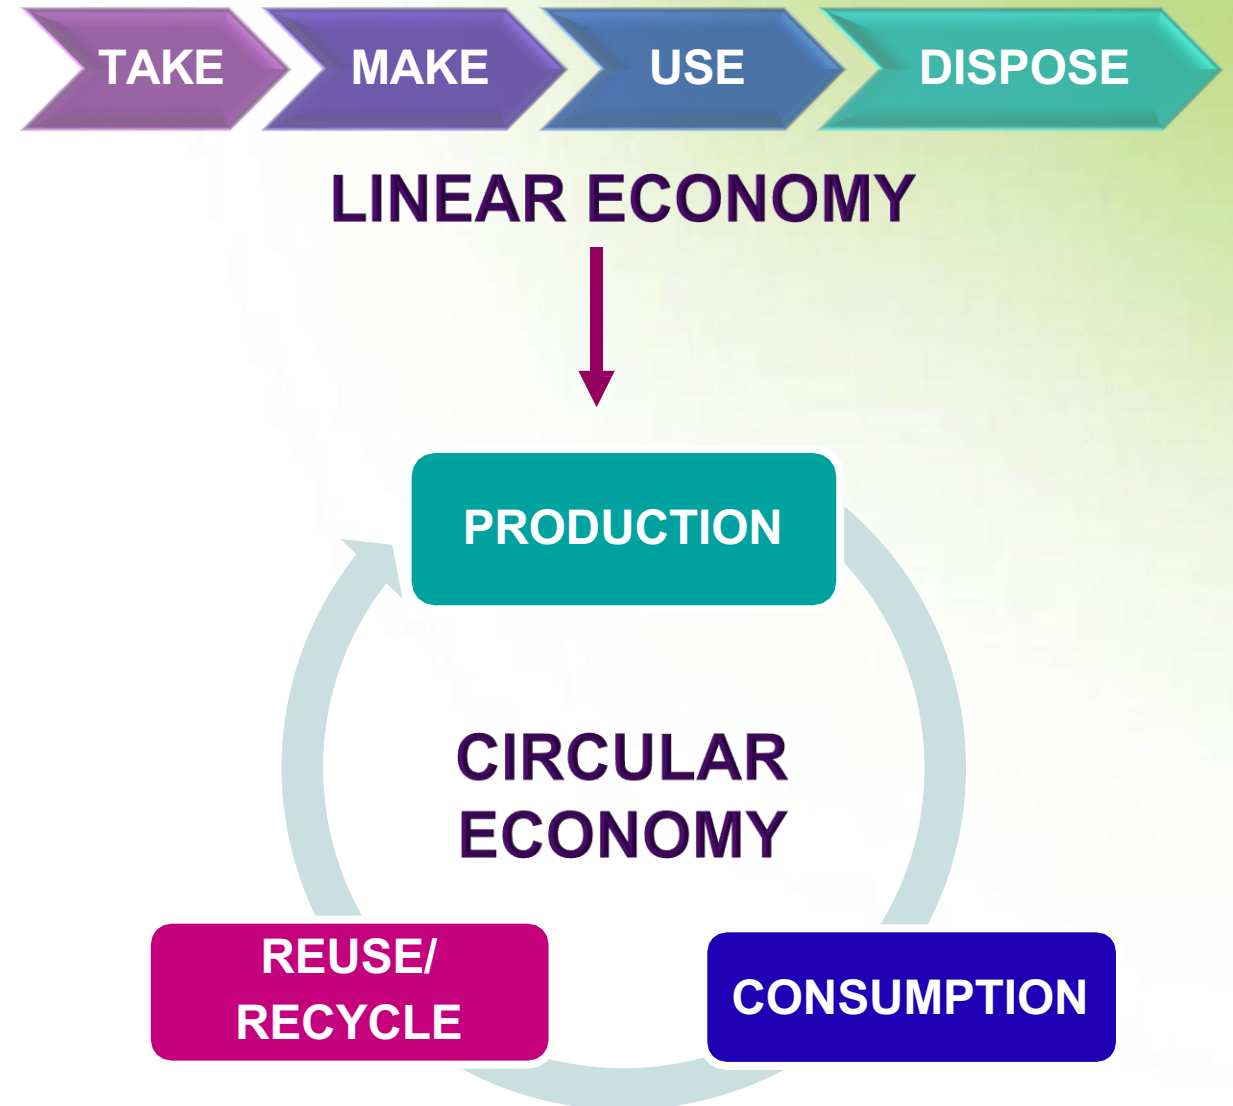 TAKE MAKE USE DISPOSE
LINEAR ECONOMY
PRODUCTION
CIRCULAR
ECONOMY
REUSE/
RECYCLE
CONSUMPTION